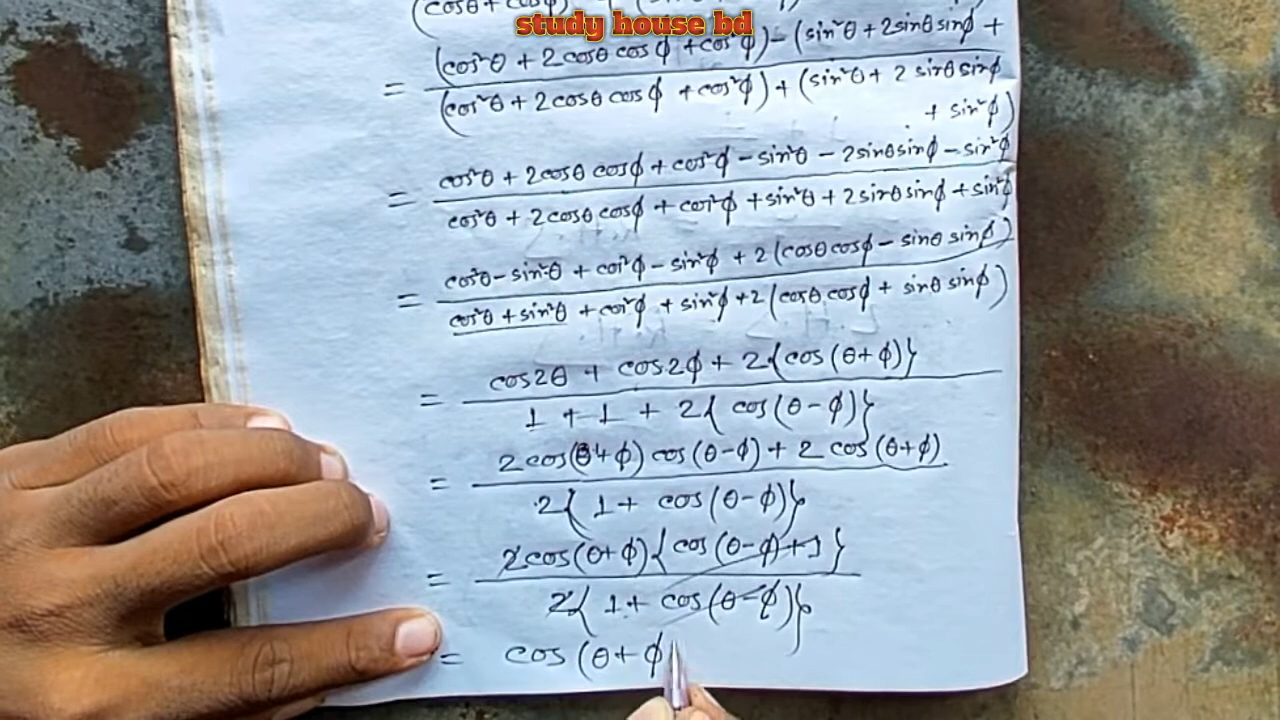 study house bd
(cosθ + cosφ)
(cos²θ + 2cosθ cosφ + cos²φ) - (sin²θ + 2sinθ sinφ +
=
(cos²θ + 2cosθ cosφ + cos²φ) + (sin²θ + 2 sinθ sinφ
+ sin²φ)
cos²θ + 2cosθ cosφ + cos²φ - sin²θ - 2sinθ sinφ - sin²φ
=
cos²θ + 2cosθ cosφ + cos²φ + sin²θ + 2sinθ sinφ + sin²φ
cos²θ - sin²θ + cos²φ - sin²φ + 2(cosθ cosφ - sinθ sinφ)
=
cos²θ + sin²θ + cos²φ + sin²φ + 2(cosθ cosφ + sinθ sinφ)
cos2θ + cos2φ + 2{cos(θ+φ)}
=
1 + 1 + 2{cos(θ-φ)}
2cos(θ+φ) cos(θ-φ) + 2 cos(θ+φ)
=
2{1 + cos(θ-φ)}
2cos(θ+φ){cos(θ-φ)+1}
=
2{1 + cos(θ-φ)}
= cos(θ+φ